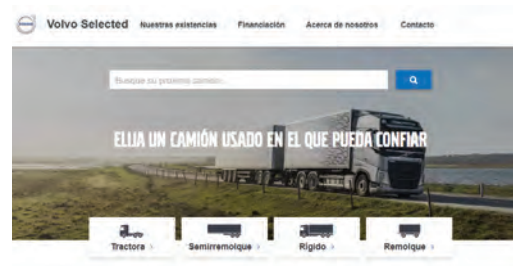 Volvo Selected Nuestras existencias Financiación Acerca de nosotros Contacto
Busque su próximo camión...
ELIJA UN CAMIÓN USADO EN EL QUE PUEDA CONFIAR
Tractora > Semirremolque > Rígido > Remolque >